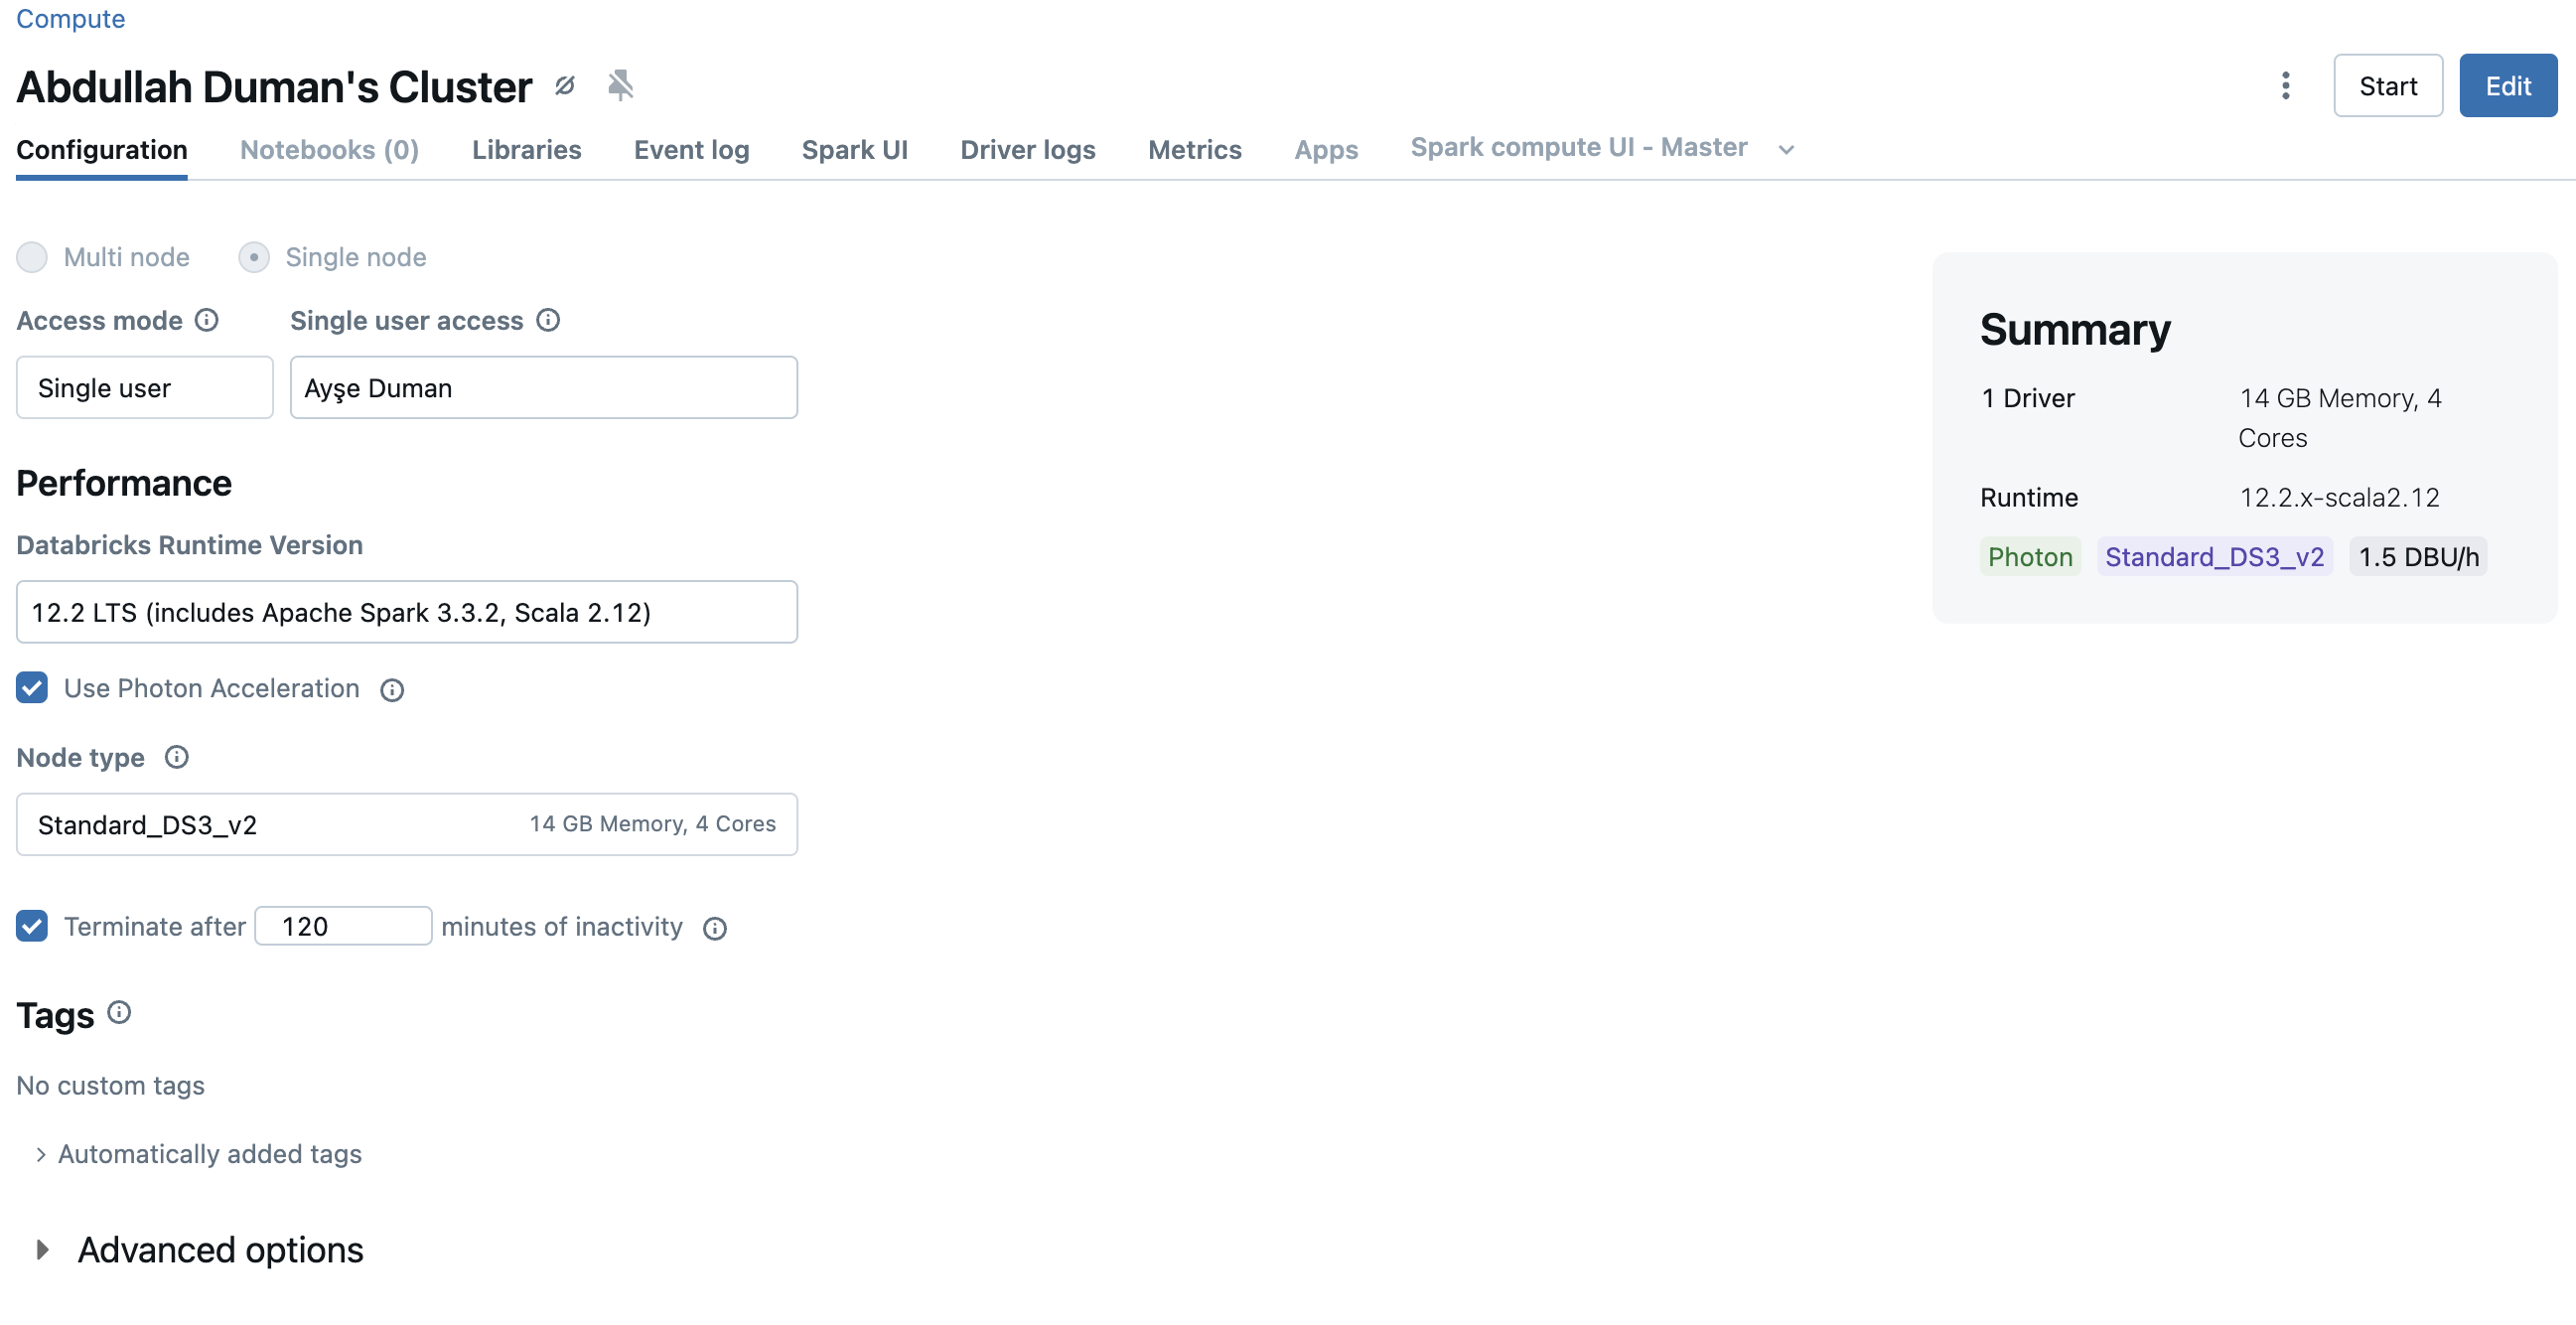 Compute
Abdullah Duman's Cluster
Start
Edit
Configuration
Notebooks (0)
Libraries
Event log
Spark UI
Driver logs
Metrics
Apps
Spark compute UI - Master
Multi node
Single node
Access mode
Single user access
Single user
Ayşe Duman
Performance
Databricks Runtime Version
12.2 LTS (includes Apache Spark 3.3.2, Scala 2.12)
Use Photon Acceleration
Node type
Standard_DS3_v2
14 GB Memory, 4 Cores
Terminate after 120 minutes of inactivity
Tags
No custom tags
Automatically added tags
Advanced options
Summary
1 Driver
14 GB Memory, 4
Cores
Runtime
12.2.x-scala2.12
Photon
Standard_DS3_v2
1.5 DBU/h